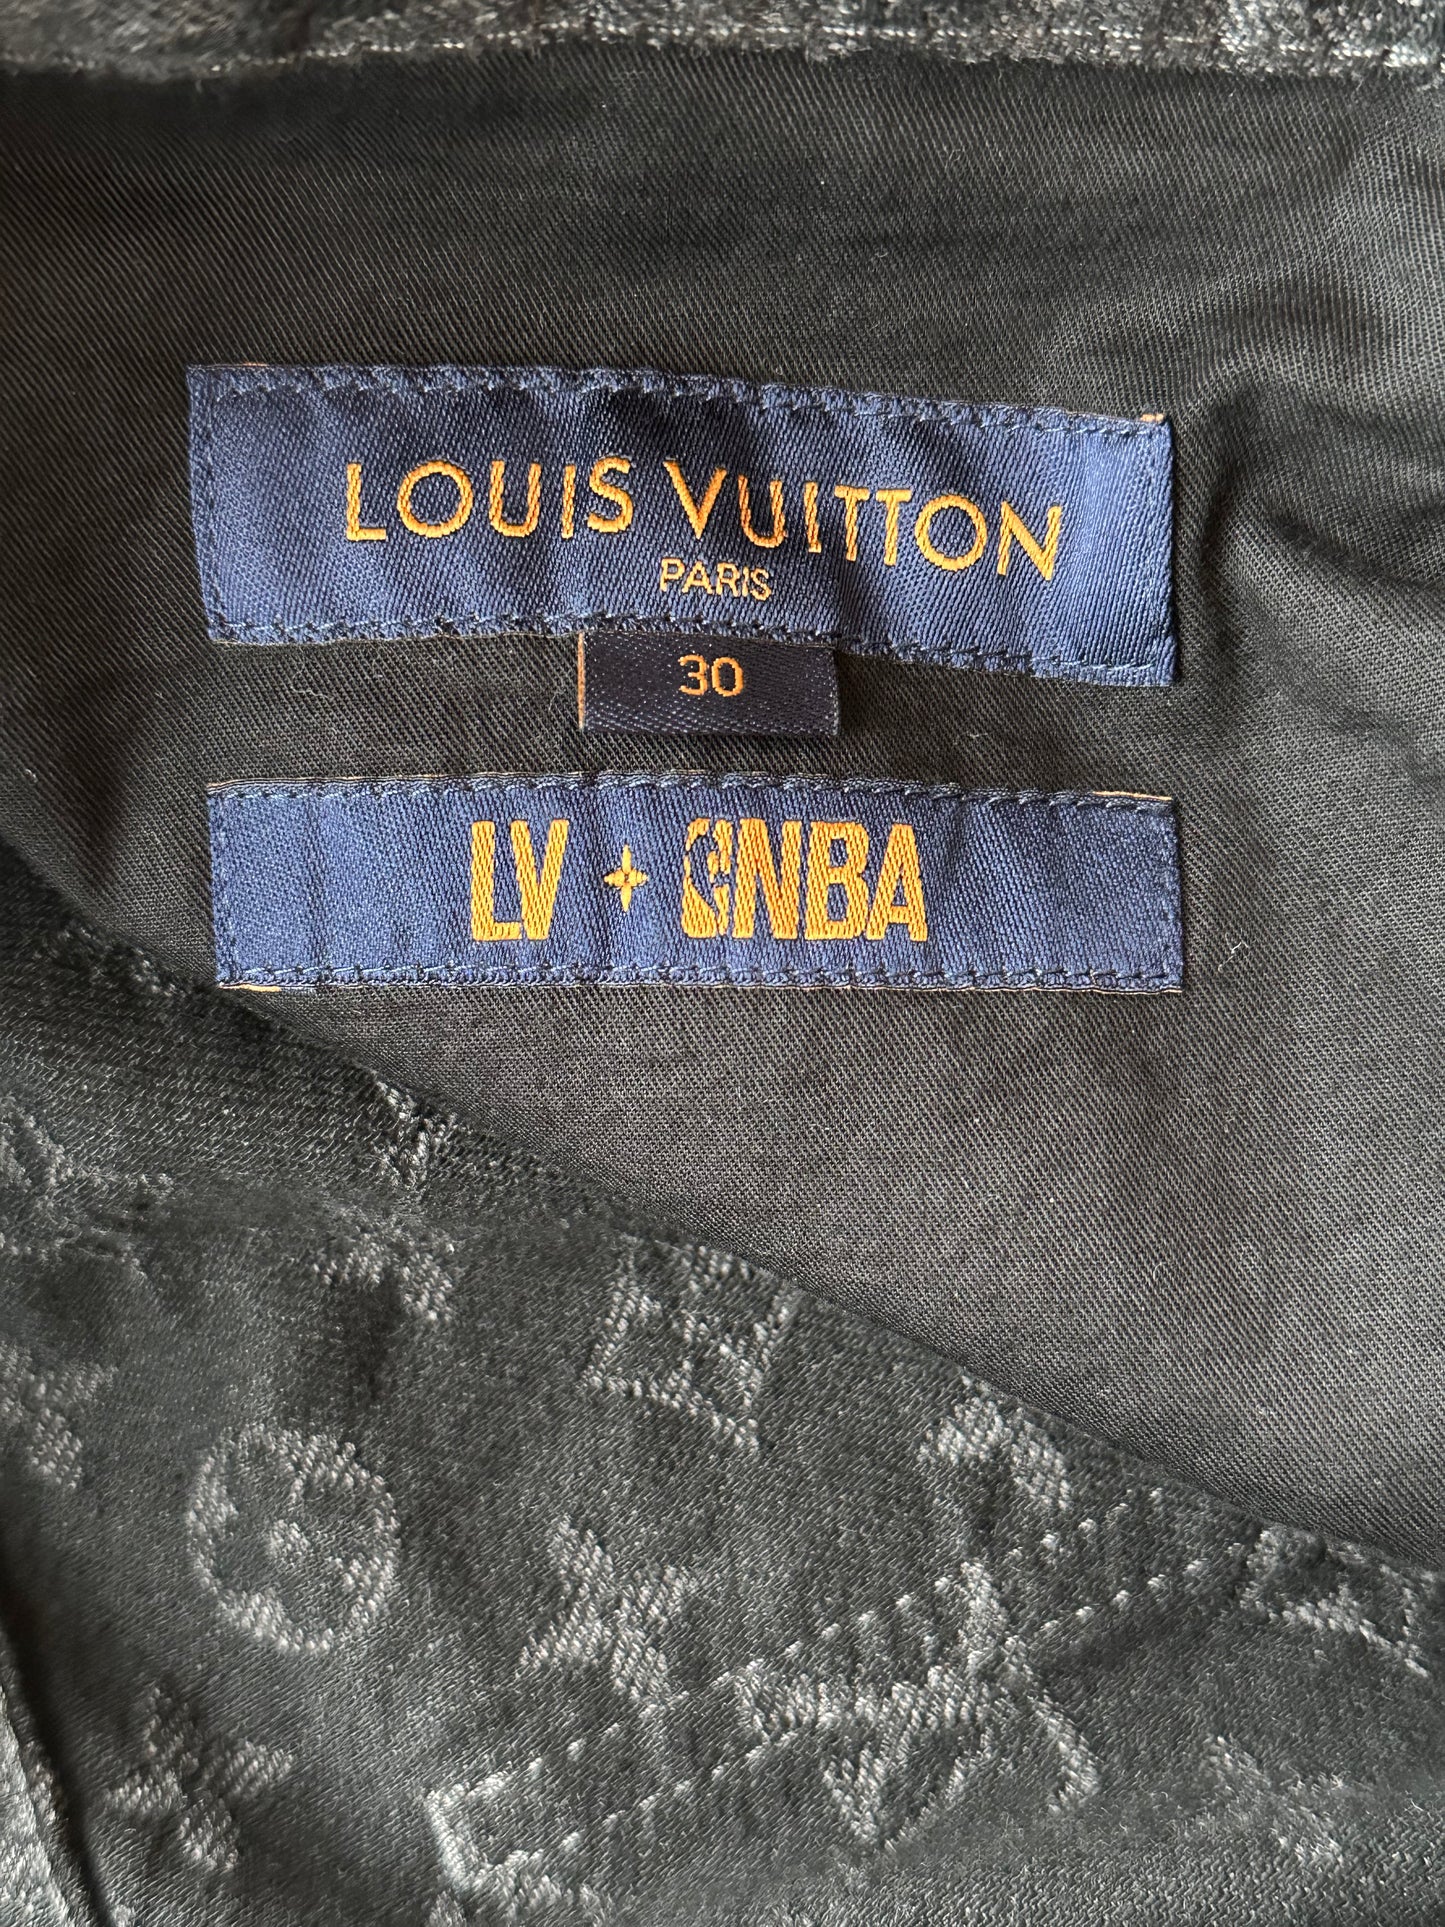 LOUIS VUITTON
PARIS
30
LV + NBA